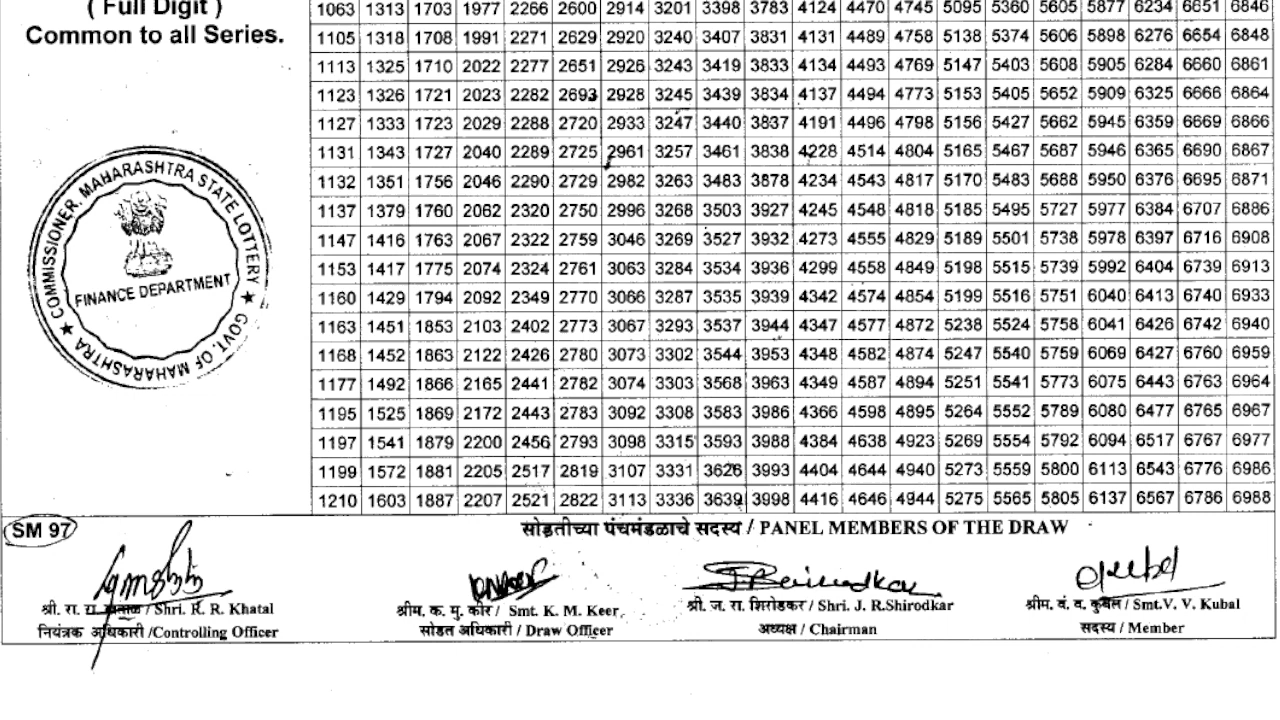 ( Full Digit )
Common to all Series.
1063 1313 1703 1977 2266 2600 2914 3201 3398 3783 4124 4470 4745 5095 5360 5605 5877 6234 6651 6846
1105 1318 1708 1991 2271 2629 2920 3240 3407 3831 4131 4489 4758 5138 5374 5606 5898 6276 6654 6848
1113 1325 1710 2022 2277 2651 2926 3243 3419 3833 4134 4493 4769 5147 5403 5608 5905 6284 6660 6861
1123 1326 1721 2023 2282 2693 2928 3245 3439 3834 4137 4494 4773 5153 5405 5652 5909 6325 6666 6864
1127 1333 1723 2029 2288 2720 2933 3247 3440 3837 4191 4496 4798 5156 5427 5662 5945 6359 6669 6866
1131 1343 1727 2040 2289 2725 2961 3257 3461 3838 4228 4514 4804 5165 5467 5687 5946 6365 6690 6867
1132 1351 1756 2046 2290 2729 2982 3263 3483 3878 4234 4543 4817 5170 5483 5688 5950 6376 6695 6871
1137 1379 1760 2062 2320 2750 2996 3268 3503 3927 4245 4548 4818 5185 5495 5727 5977 6384 6707 6886
1147 1416 1763 2067 2322 2759 3046 3269 3527 3932 4273 4555 4829 5189 5501 5738 5978 6397 6716 6908
1153 1417 1775 2074 2324 2761 3063 3284 3534 3936 4299 4558 4849 5198 5515 5739 5992 6404 6739 6913
1160 1429 1794 2092 2349 2770 3066 3287 3535 3939 4342 4574 4854 5199 5516 5751 6040 6413 6740 6933
1163 1451 1853 2103 2402 2773 3067 3293 3537 3944 4347 4577 4872 5238 5524 5758 6041 6426 6742 6940
1168 1452 1863 2122 2426 2780 3073 3302 3544 3953 4348 4582 4874 5247 5540 5759 6069 6427 6760 6959
1177 1492 1866 2165 2441 2782 3074 3303 3568 3963 4349 4587 4894 5251 5541 5773 6075 6443 6763 6964
1195 1525 1869 2172 2443 2783 3092 3308 3583 3986 4366 4598 4895 5264 5552 5789 6080 6477 6765 6967
1197 1541 1879 2200 2456 2793 3098 3315 3593 3988 4384 4638 4923 5269 5554 5792 6094 6517 6767 6977
1199 1572 1881 2205 2517 2819 3107 3331 3626 3993 4404 4644 4940 5273 5559 5800 6113 6543 6776 6986
1210 1603 1887 2207 2521 2822 3113 3336 3639 3998 4416 4646 4944 5275 5565 5805 6137 6567 6786 6988
COMMISSIONER, MAHARASHTRA STATE LOTTERY ★ GOVT. OF MAHARASHTRA ★
FINANCE DEPARTMENT
SM 97
सोडतीच्या पंचमंडळाचे सदस्य / PANEL MEMBERS OF THE DRAW
श्री. रा. रा. खताळ / Shri. R. R. Khatal
श्रीम. क. मु. कीर / Smt. K. M. Keer
श्री. ज. रा. शिरोडकर / Shri. J. R.Shirodkar
श्रीम. वं. व. कुबल / Smt.V. V. Kubal
नियंत्रक अधिकारी /Controlling Officer
सोडत अधिकारी / Draw Officer
अध्यक्ष / Chairman
सदस्य / Member